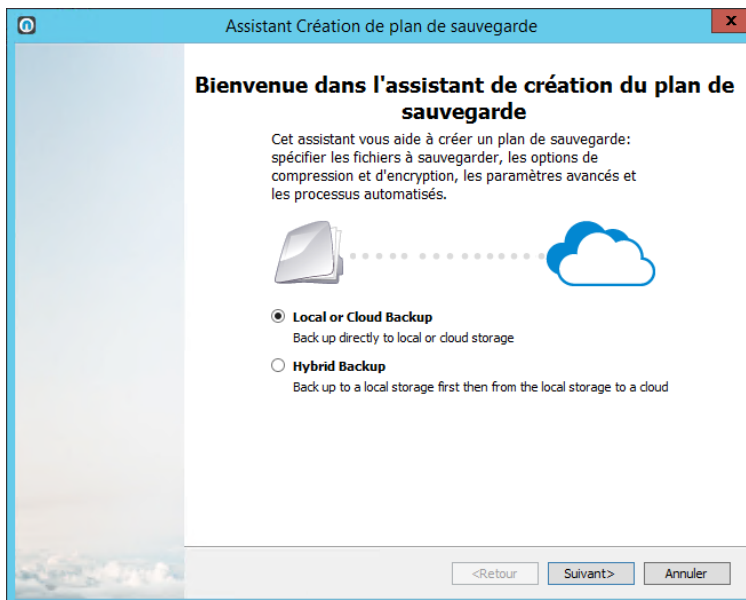 Assistant Création de plan de sauvegarde
x
Bienvenue dans l'assistant de création du plan de
sauvegarde
Cet assistant vous aide à créer un plan de sauvegarde:
spécifier les fichiers à sauvegarder, les options de
compression et d'encryption, les paramètres avancés et
les processus automatisés.
Local or Cloud Backup
Back up directly to local or cloud storage
Hybrid Backup
Back up to a local storage first then from the local storage to a cloud
<Retour Suivant> Annuler